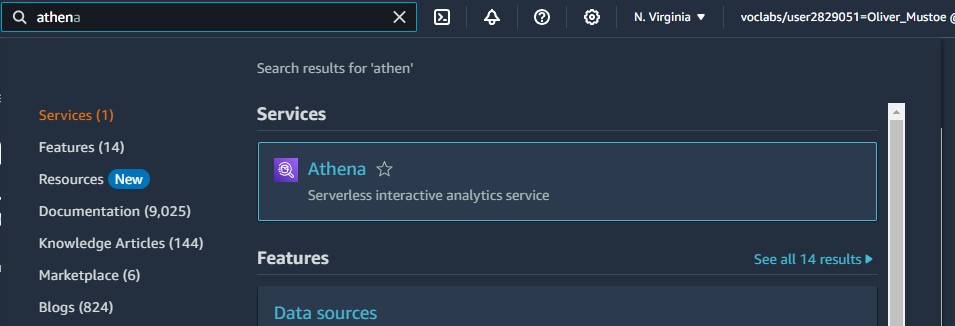 athena
N. Virginia
voclabs/user2829051=Oliver_Mustoe @
Search results for 'athen'
Services (1)
Features (14)
Resources New
Documentation (9,025)
Knowledge Articles (144)
Marketplace (6)
Blogs (824)
Services
Athena
Serverless interactive analytics service
Features
See all 14 results
Data sources